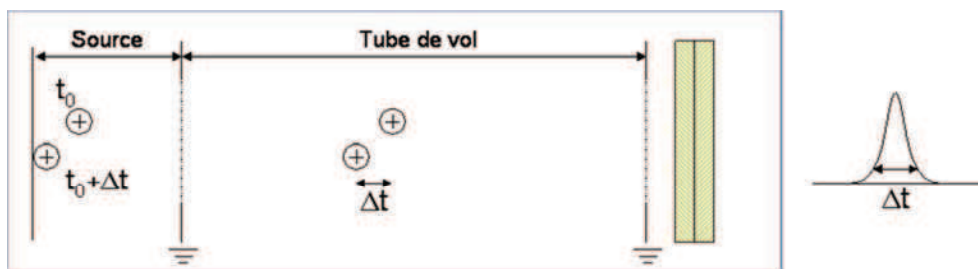 Source
Tube de vol
t₀
t₀+Δt
Δt
Δt